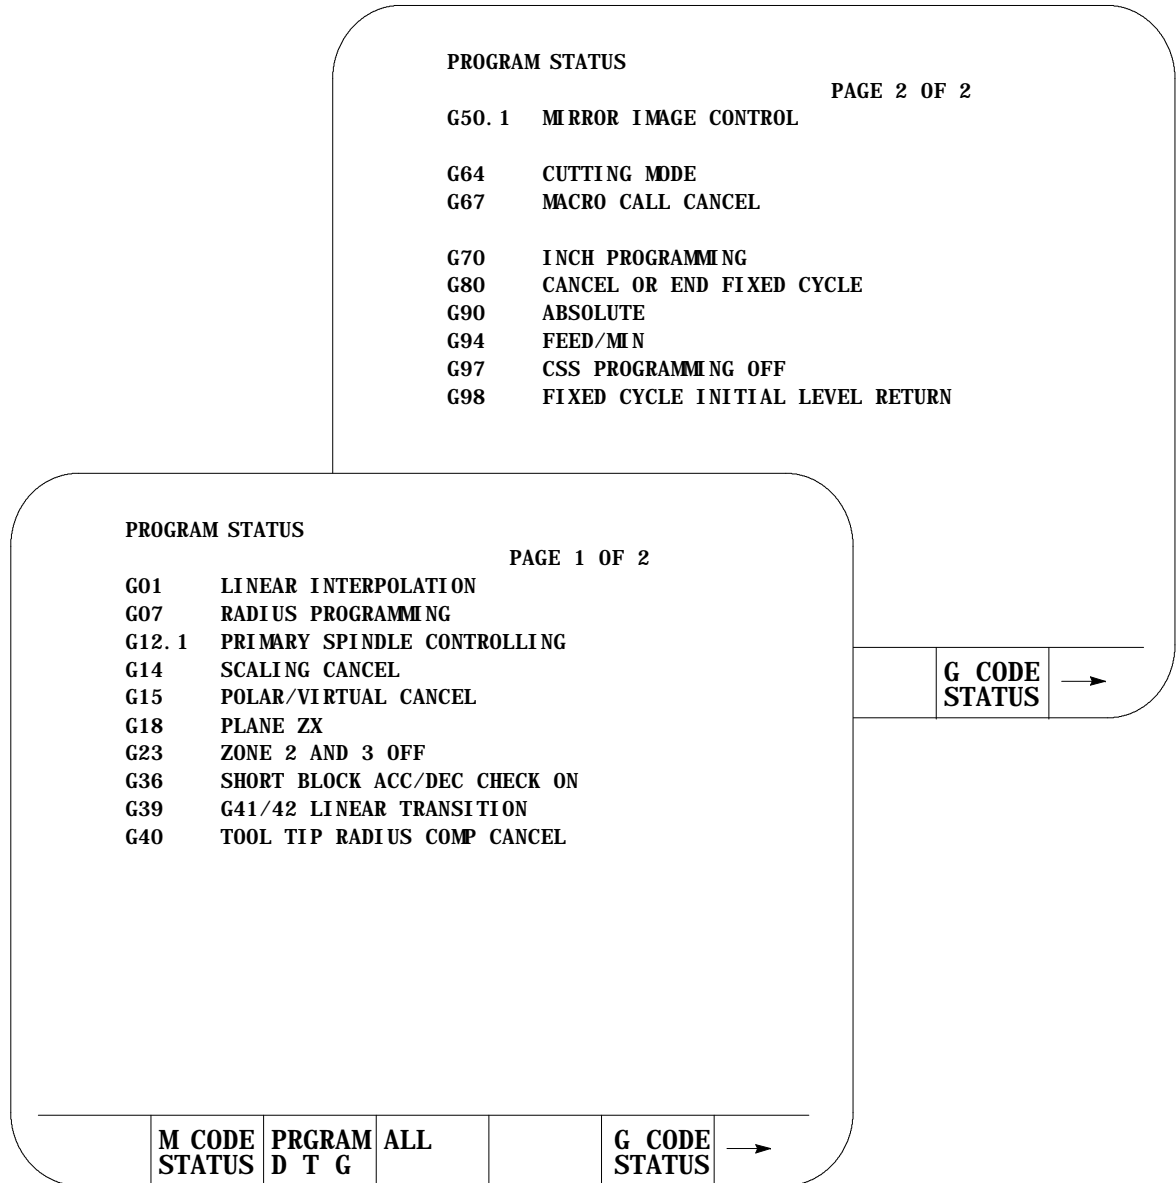 PROGRAM STATUS
PAGE 2 OF 2
G50.1 MIRROR IMAGE CONTROL
G64 CUTTING MODE
G67 MACRO CALL CANCEL
G70 INCH PROGRAMMING
G80 CANCEL OR END FIXED CYCLE
G90 ABSOLUTE
G94 FEED/MIN
G97 CSS PROGRAMMING OFF
G98 FIXED CYCLE INITIAL LEVEL RETURN
G CODE
STATUS
PROGRAM STATUS
PAGE 1 OF 2
G01 LINEAR INTERPOLATION
G07 RADIUS PROGRAMMING
G12.1 PRIMARY SPINDLE CONTROLLING
G14 SCALING CANCEL
G15 POLAR/VIRTUAL CANCEL
G18 PLANE ZX
G23 ZONE 2 AND 3 OFF
G36 SHORT BLOCK ACC/DEC CHECK ON
G39 G41/42 LINEAR TRANSITION
G40 TOOL TIP RADIUS COMP CANCEL
M CODE PRGRAM ALL G CODE
STATUS D T G STATUS